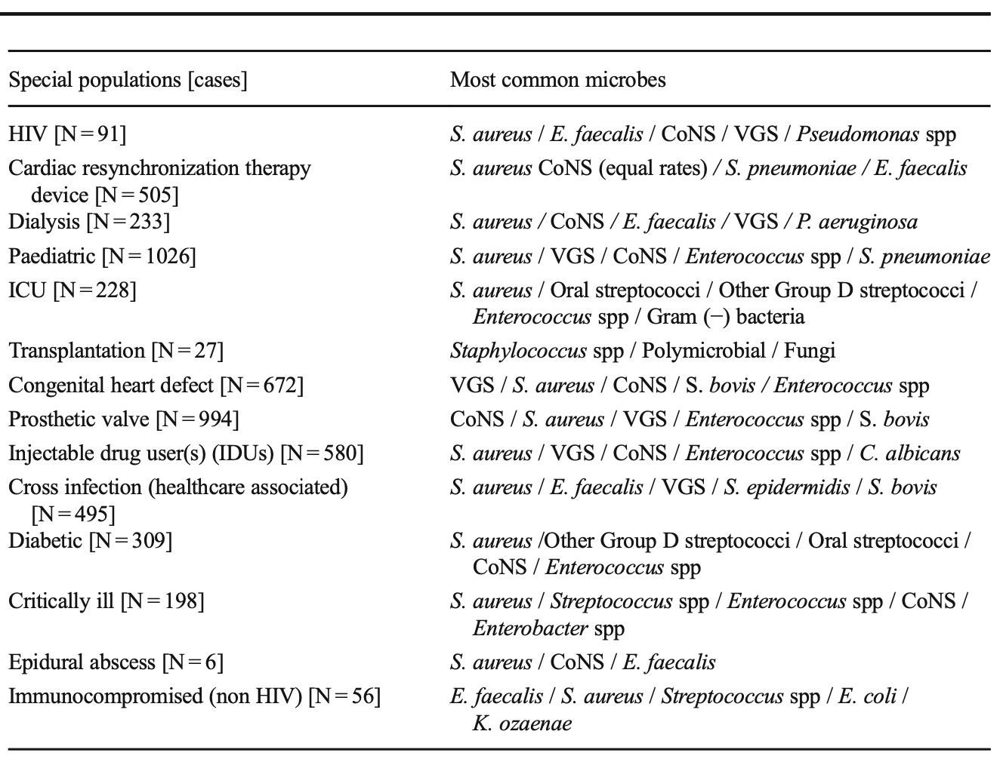 Special populations [cases] Most common microbes
HIV [N=91] S. aureus / E. faecalis / CoNS / VGS / Pseudomonas spp
Cardiac resynchronization therapy S. aureus CoNS (equal rates) / S. pneumoniae / E. faecalis
device [N=505]
Dialysis [N=233] S. aureus / CoNS / E. faecalis / VGS / P. aeruginosa
Paediatric [N=1026] S. aureus / VGS / CoNS / Enterococcus spp / S. pneumoniae
ICU [N=228] S. aureus / Oral streptococci / Other Group D streptococci /
Enterococcus spp / Gram (−) bacteria
Transplantation [N=27] Staphylococcus spp / Polymicrobial / Fungi
Congenital heart defect [N=672] VGS / S. aureus / CoNS / S. bovis / Enterococcus spp
Prosthetic valve [N=994] CoNS / S. aureus / VGS / Enterococcus spp / S. bovis
Injectable drug user(s) (IDUs) [N=580] S. aureus / VGS / CoNS / Enterococcus spp / C. albicans
Cross infection (healthcare associated) S. aureus / E. faecalis / VGS / S. epidermidis / S. bovis
[N=495]
Diabetic [N=309] S. aureus /Other Group D streptococci / Oral streptococci /
CoNS / Enterococcus spp
Critically ill [N=198] S. aureus / Streptococcus spp / Enterococcus spp / CoNS /
Enterobacter spp
Epidural abscess [N=6] S. aureus / CoNS / E. faecalis
Immunocompromised (non HIV) [N=56] E. faecalis / S. aureus / Streptococcus spp / E. coli /
K. ozaenae